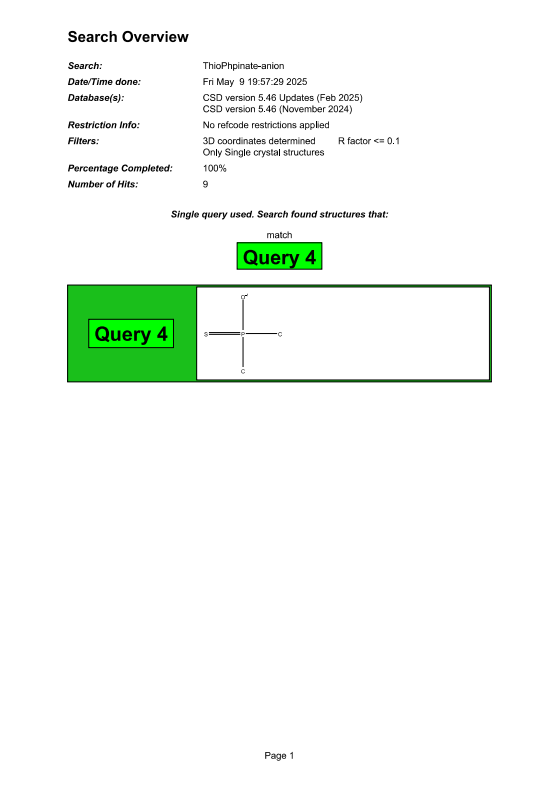 Search Overview
Search: ThioPhpinate-anion
Date/Time done: Fri May 9 19:57:29 2025
Database(s): CSD version 5.46 Updates (Feb 2025)
CSD version 5.46 (November 2024)
Restriction Info: No refcode restrictions applied
Filters: 3D coordinates determined R factor <= 0.1
Only Single crystal structures
Percentage Completed: 100%
Number of Hits: 9
Single query used. Search found structures that:
match
Query 4
O-
Query 4 S P C
C
Page 1